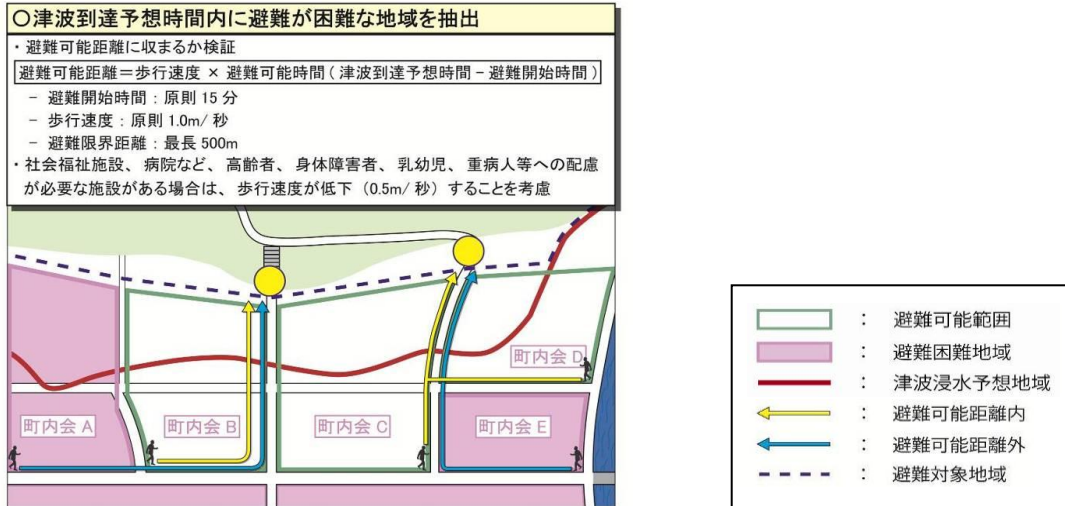 ○津波到達予想時間内に避難が困難な地域を抽出
・避難可能距離に収まるか検証
避難可能距離＝歩行速度 × 避難可能時間（津波到達予想時間－避難開始時間）
－ 避難開始時間：原則 15 分
－ 歩行速度：原則 1.0m/ 秒
－ 避難限界距離：最長 500m
・社会福祉施設、病院など、高齢者、身体障害者、乳幼児、重病人等への配慮
が必要な施設がある場合は、歩行速度が低下（0.5m/ 秒）することを考慮
町内会 D
町内会 A
町内会 B
町内会 C
町内会 E
： 避難可能範囲
： 避難困難地域
： 津波浸水予想地域
： 避難可能距離内
： 避難可能距離外
： 避難対象地域